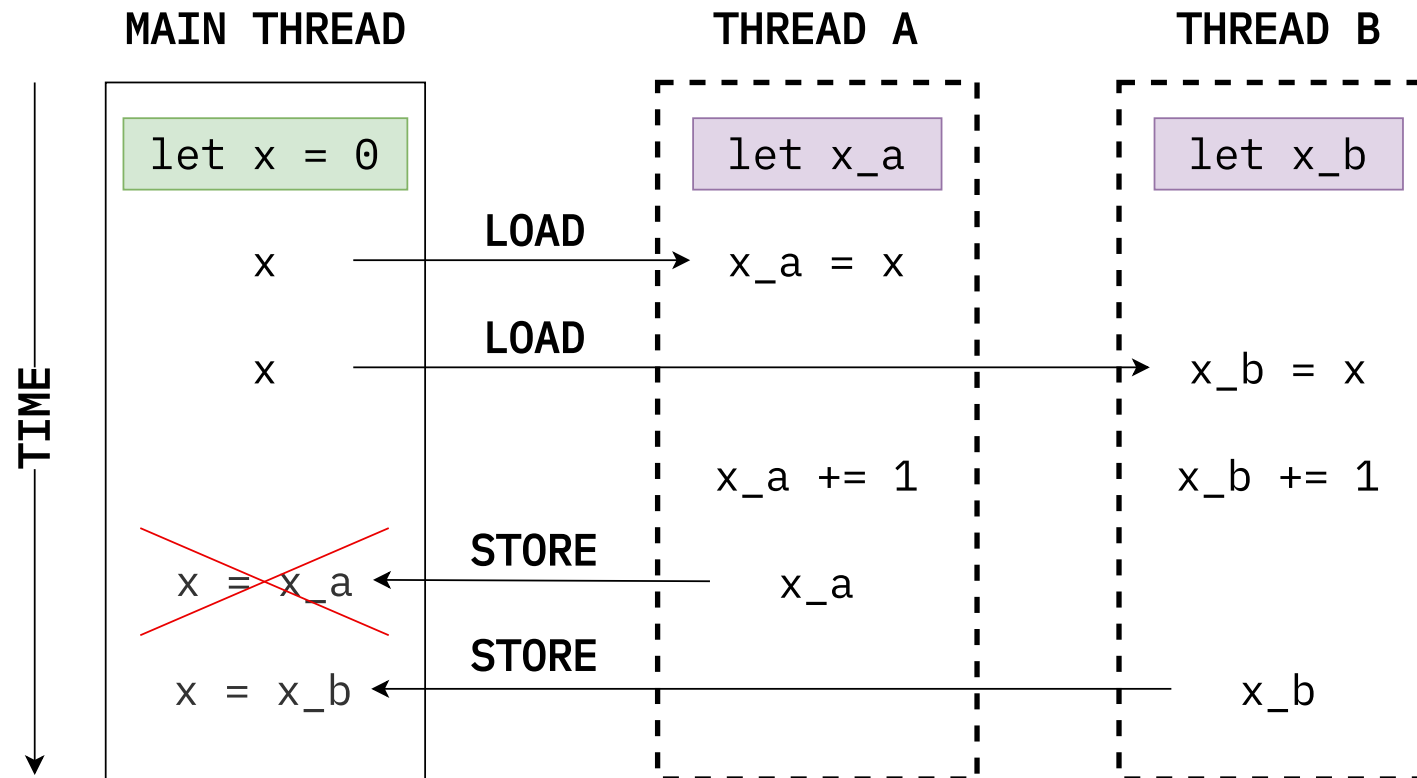 MAIN THREAD THREAD A THREAD B
let x = 0 let x_a let x_b
LOAD
x x_a = x
LOAD
x x_b = x
TIME
x_a += 1 x_b += 1
STORE
x = x_a x_a
STORE
x = x_b x_b